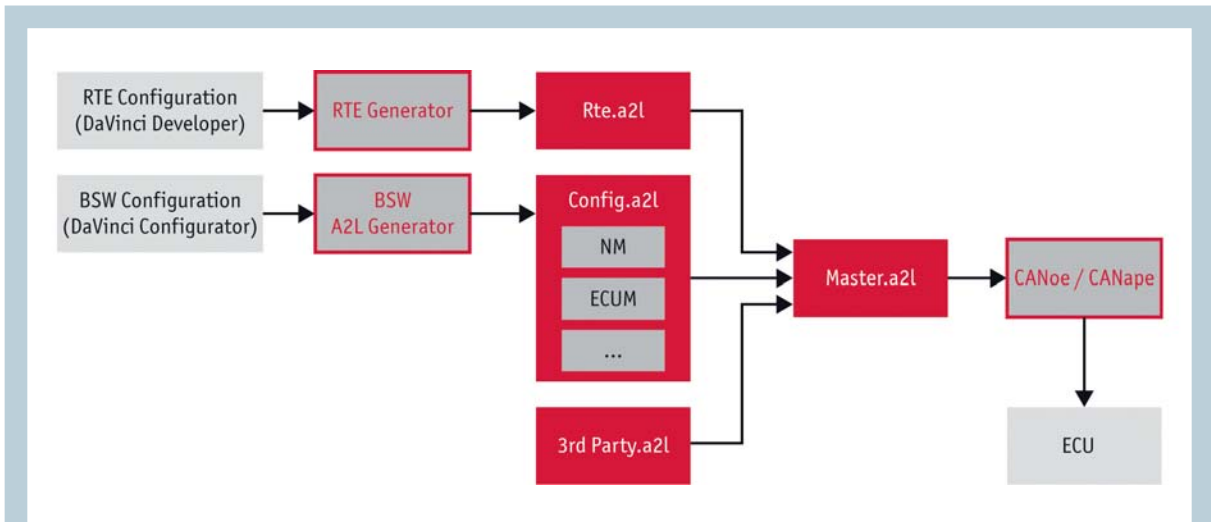 RTE Configuration
(DaVinci Developer)
RTE Generator
Rte.a2l
BSW Configuration
(DaVinci Configurator)
BSW
A2L Generator
Config.a2l
NM
ECUM
...
Master.a2l
CANoe / CANape
3rd Party.a2l
ECU